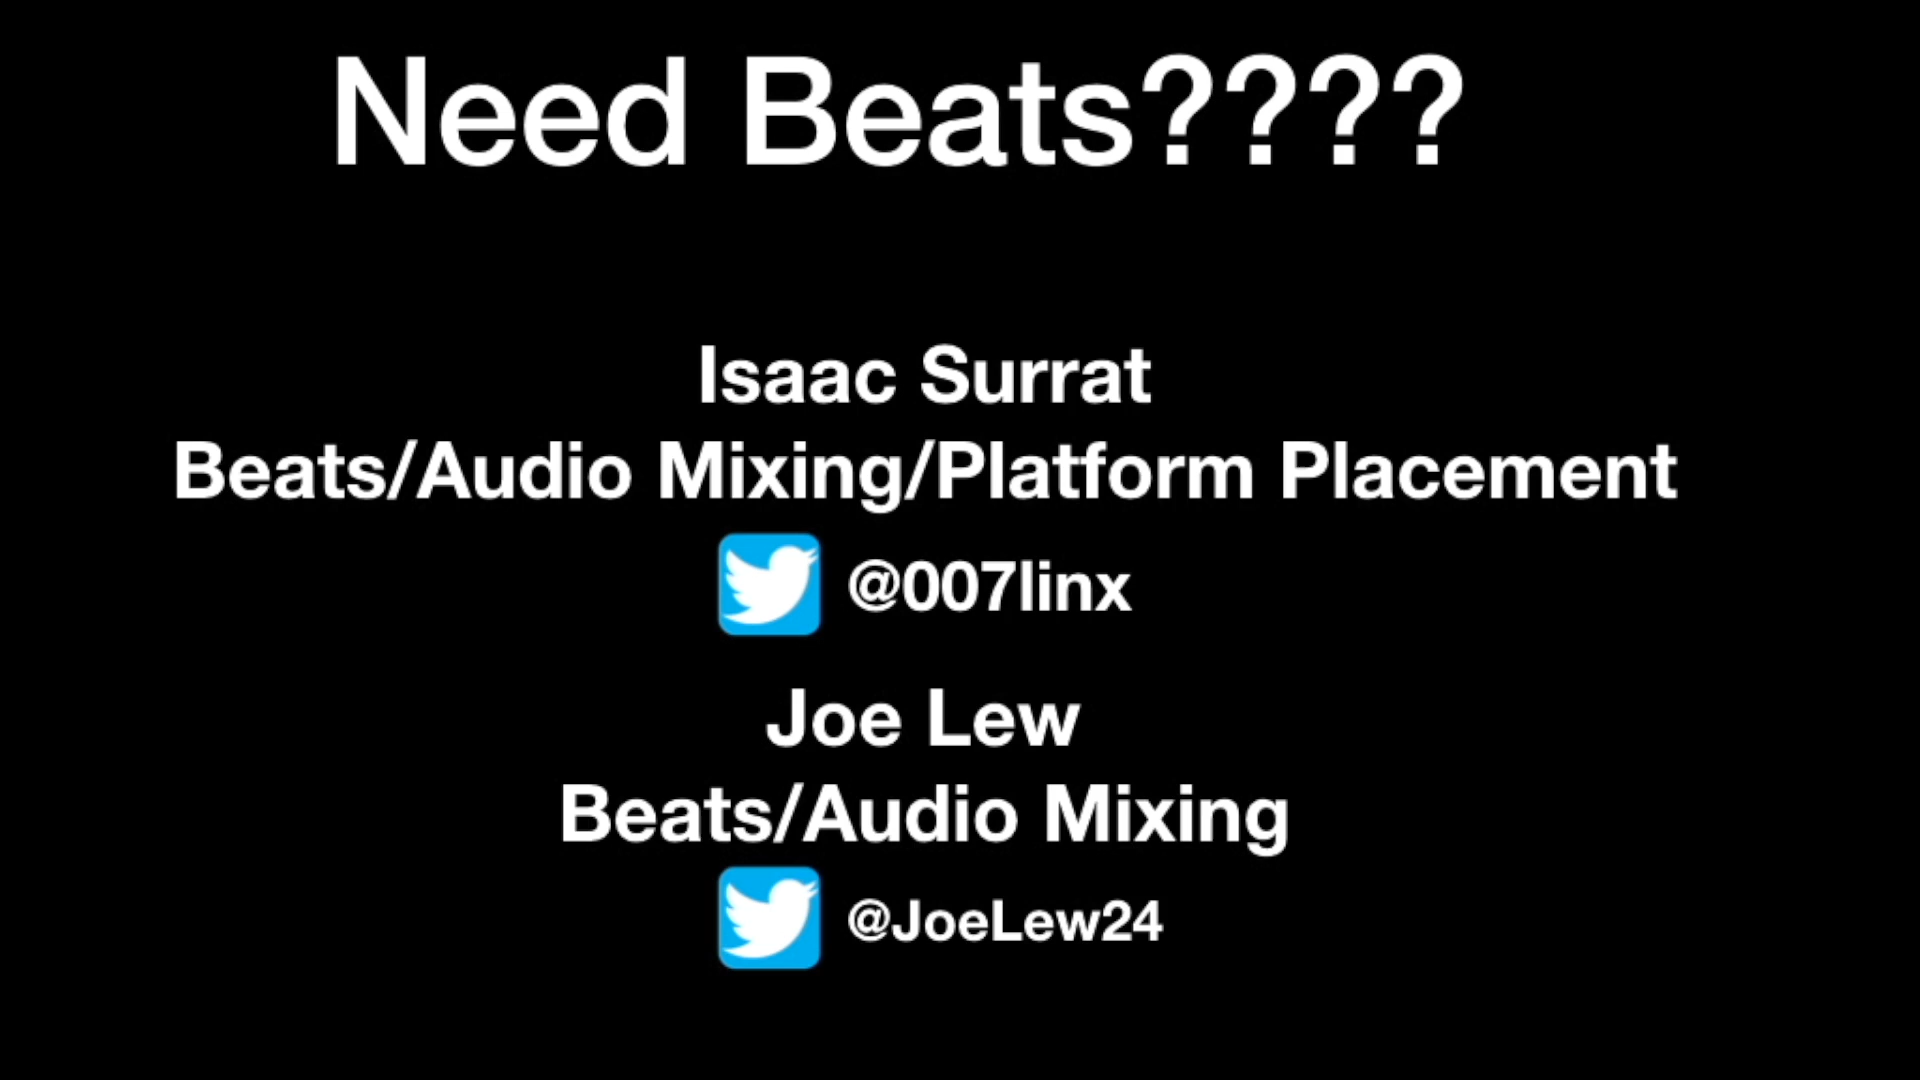 Need Beats????
Isaac Surrat
Beats/Audio Mixing/Platform Placement
@007linx
Joe Lew
Beats/Audio Mixing
@JoeLew24